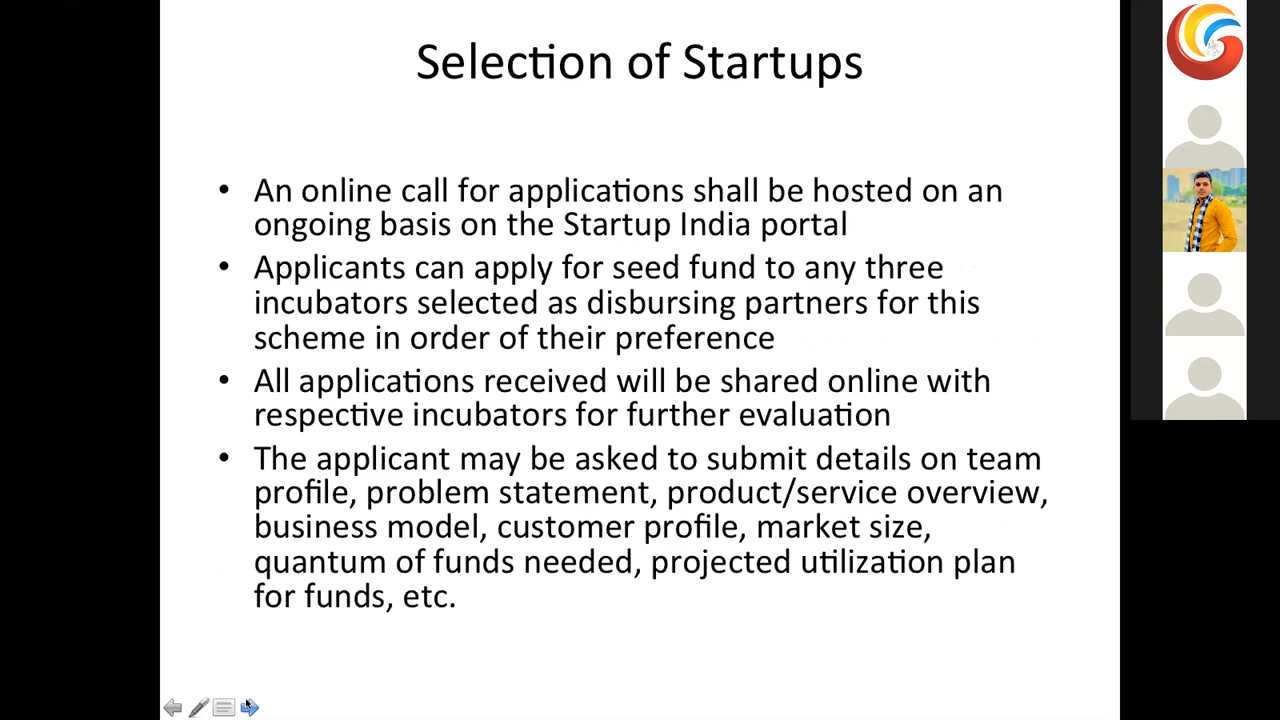 Selection of Startups
• An online call for applications shall be hosted on an
ongoing basis on the Startup India portal
• Applicants can apply for seed fund to any three
incubators selected as disbursing partners for this
scheme in order of their preference
• All applications received will be shared online with
respective incubators for further evaluation
• The applicant may be asked to submit details on team
profile, problem statement, product/service overview,
business model, customer profile, market size,
quantum of funds needed, projected utilization plan
for funds, etc.